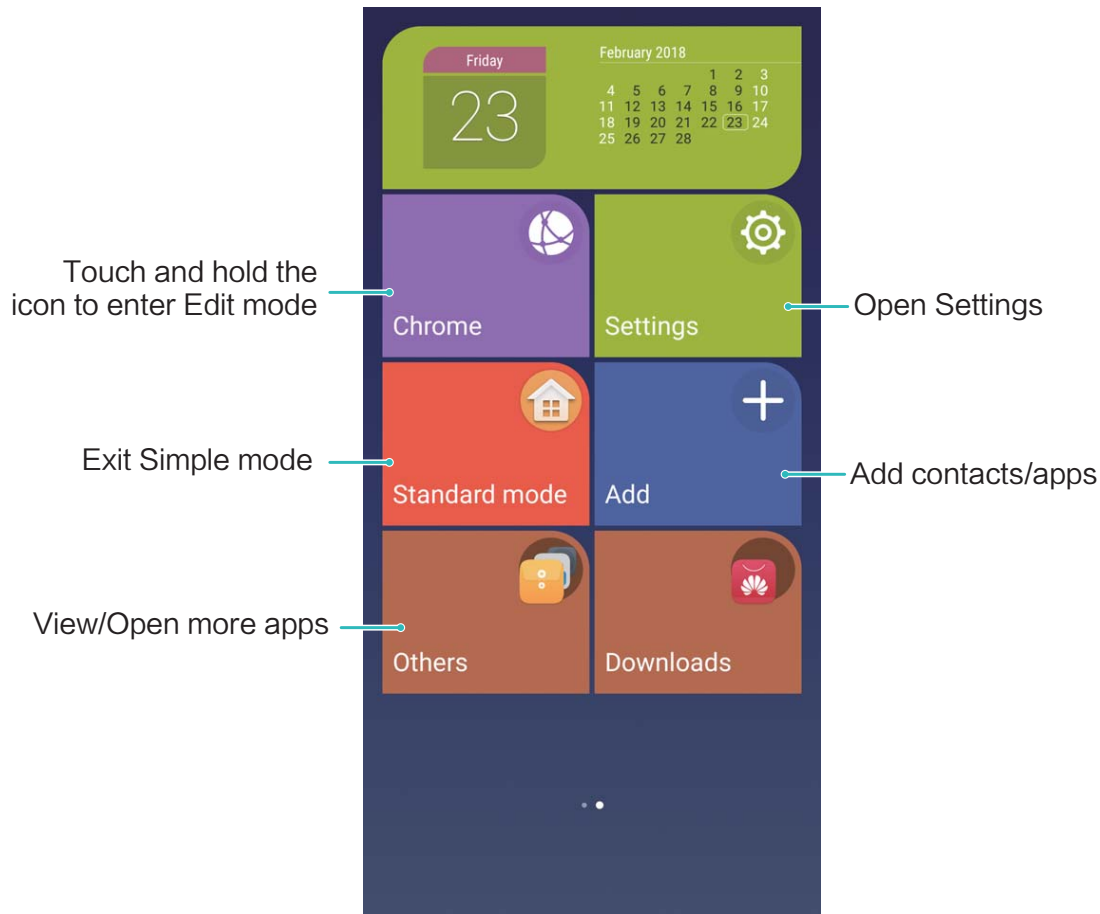 Friday
23
February 2018
1 2 3
4 5 6 7 8 9 10
11 12 13 14 15 16 17
18 19 20 21 22 23 24
25 26 27 28
Touch and hold the
icon to enter Edit mode
Chrome
Settings
Open Settings
Exit Simple mode
Standard mode
Add
Add contacts/apps
View/Open more apps
Others
Downloads